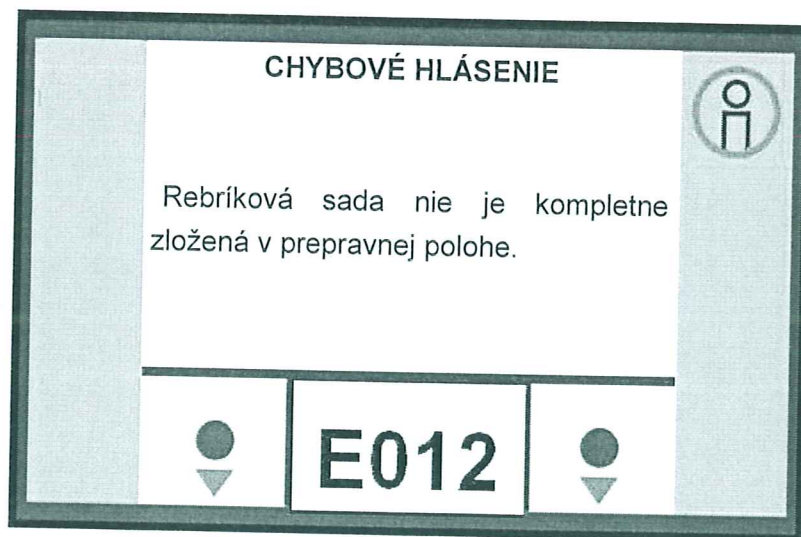 CHYBOVÉ HLÁSENIE
Rebríková sada nie je kompletne
zložená v prepravnej polohe.
E012